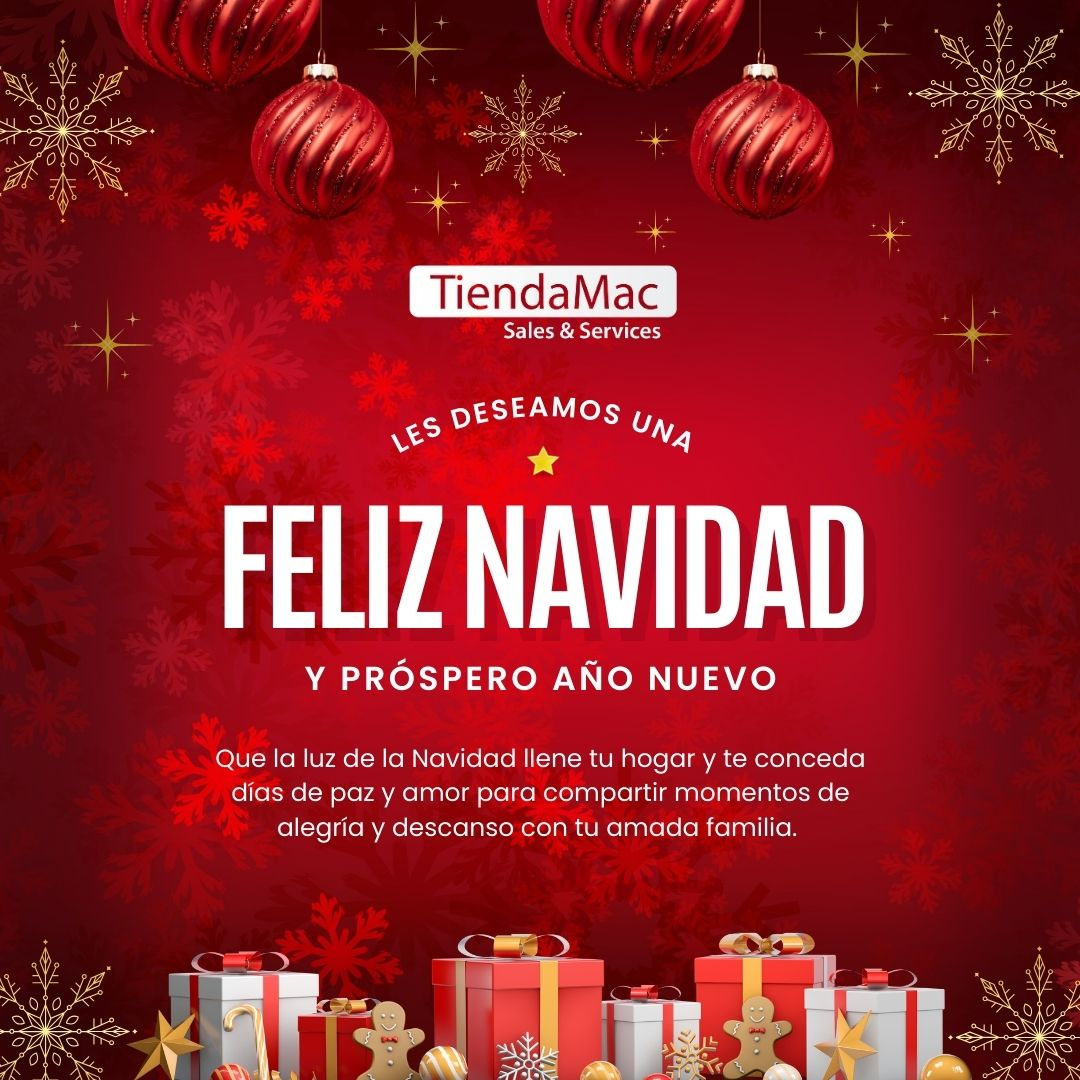 TiendaMac
Sales & Services
LES DESEAMOS UNA
FELIZ NAVIDAD
Y PRÓSPERO AÑO NUEVO
Que la luz de la Navidad llene tu hogar y te conceda
días de paz y amor para compartir momentos de
alegría y descanso con tu amada familia.